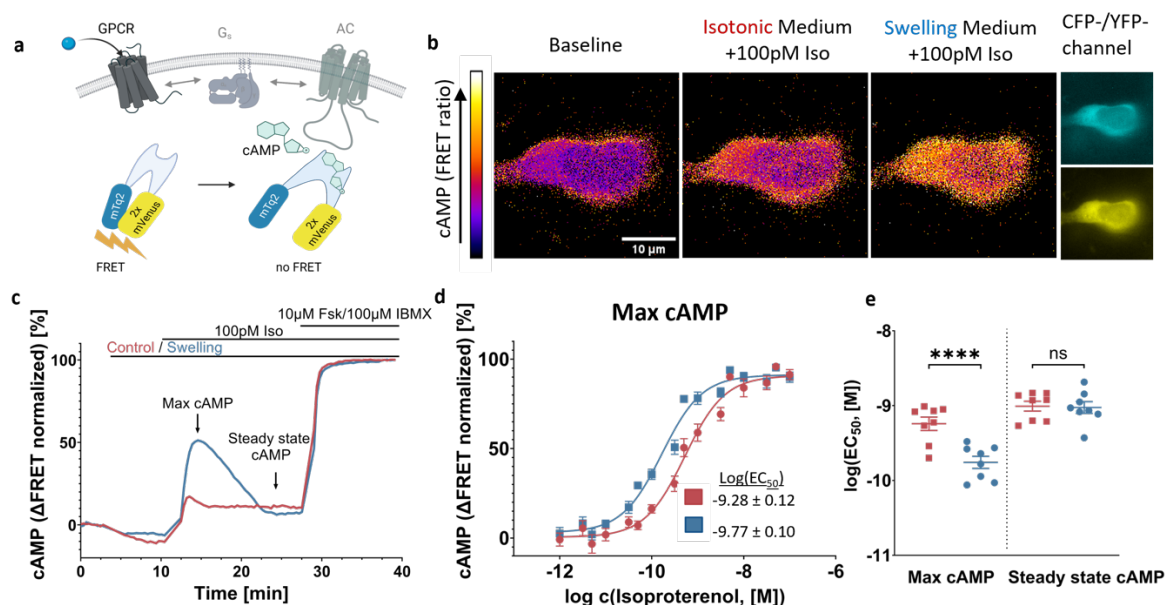 a
GPCR
Gs
AC
cAMP
mTq2
2x
mVenus
FRET
mTq2
2x
mVenus
no FRET
b
Baseline
Isotonic Medium
+100pM Iso
Swelling Medium
+100pM Iso
CFP-/YFP-
channel
cAMP (FRET ratio)
10 µm
c
10µM Fsk/100µM IBMX
100pM Iso
Control / Swelling
Max cAMP
Steady state
cAMP
cAMP (ΔFRET normalized) [%]
100
50
0
0 10 20 30 40
Time [min]
d
Max cAMP
cAMP (ΔFRET normalized) [%]
100
50
0
Log(EC50)
-9.28 ± 0.12
-9.77 ± 0.10
-12 -10 -8 -6
log c(Isoproterenol, [M])
e
log(EC50, [M])
-8
-9
-10
-11
****
ns
Max cAMP Steady state cAMP